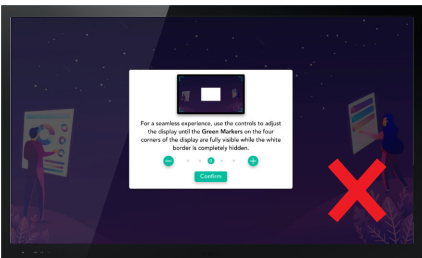 For a seamless experience, use the controls to adjust
the display until the Green Markers on the four
corners of the display are fully visible while the white
border is completely hidden.
Confirm